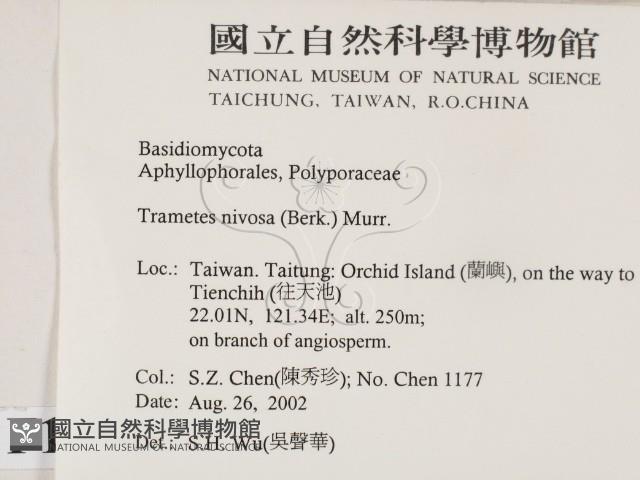 國立自然科學博物館
NATIONAL MUSEUM OF NATURAL SCIENCE
TAICHUNG, TAIWAN, R.O.CHINA
Basidiomycota
Aphyllophorales, Polyporaceae
Trametes nivosa (Berk.) Murr.
Loc.: Taiwan. Taitung: Orchid Island (蘭嶼), on the way to
Tienchih (往天池)
22.01N, 121.34E; alt. 250m;
on branch of angiosperm.
Col.: S.Z. Chen(陳秀珍); No. Chen 1177
Date: Aug. 26, 2002
Det.: S.H. Wu(吳聲華)
國立自然科學博物館
NATIONAL MUSEUM OF NATURAL SCIENCE